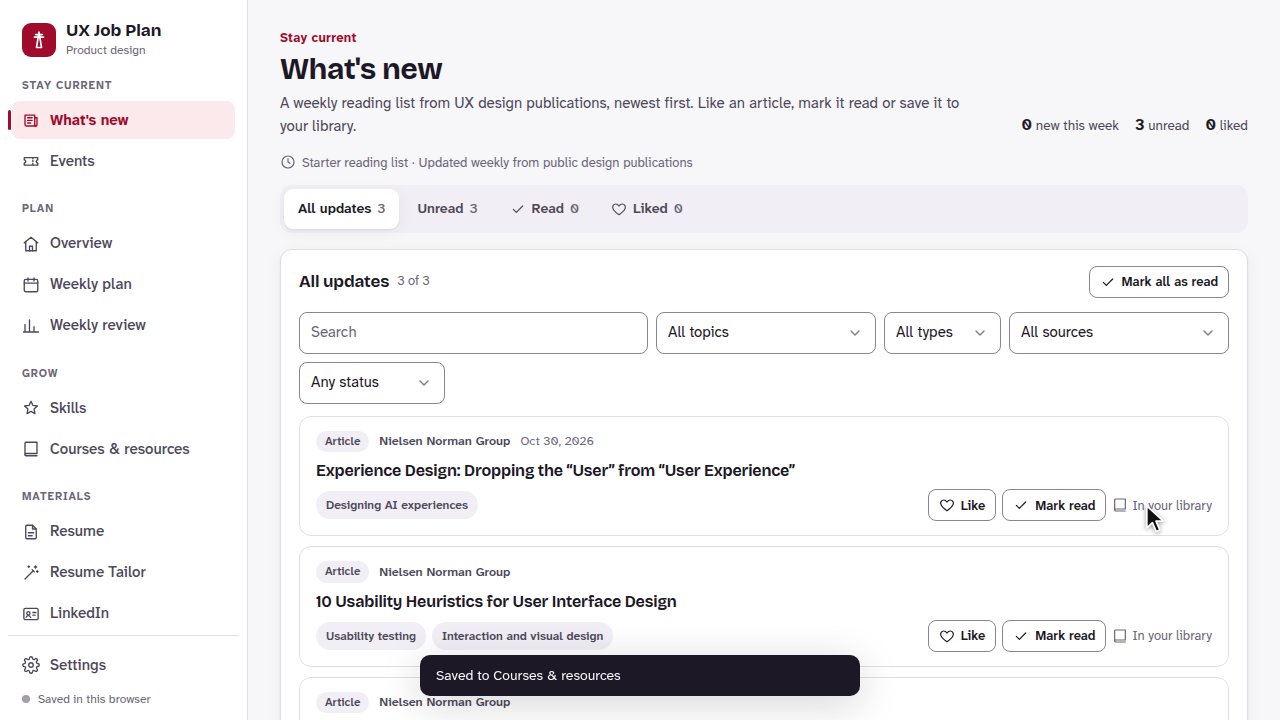 UX Job Plan
Product design
STAY CURRENT
What's new
Events
PLAN
Overview
Weekly plan
Weekly review
GROW
Skills
Courses & resources
MATERIALS
Resume
Resume Tailor
LinkedIn
Settings
Saved in this browser
Stay current
What's new
A weekly reading list from UX design publications, newest first. Like an article, mark it read or save it to
your library.
0 new this week 3 unread 0 liked
Starter reading list · Updated weekly from public design publications
All updates 3 Unread 3 Read 0 Liked 0
All updates 3 of 3 Mark all as read
Search All topics All types All sources
Any status
Article Nielsen Norman Group Oct 30, 2026
Experience Design: Dropping the “User” from “User Experience”
Designing AI experiences Like Mark read In your library
Article Nielsen Norman Group
10 Usability Heuristics for User Interface Design
Usability testing Interaction and visual design Like Mark read In your library
Saved to Courses & resources
Article Nielsen Norman Group